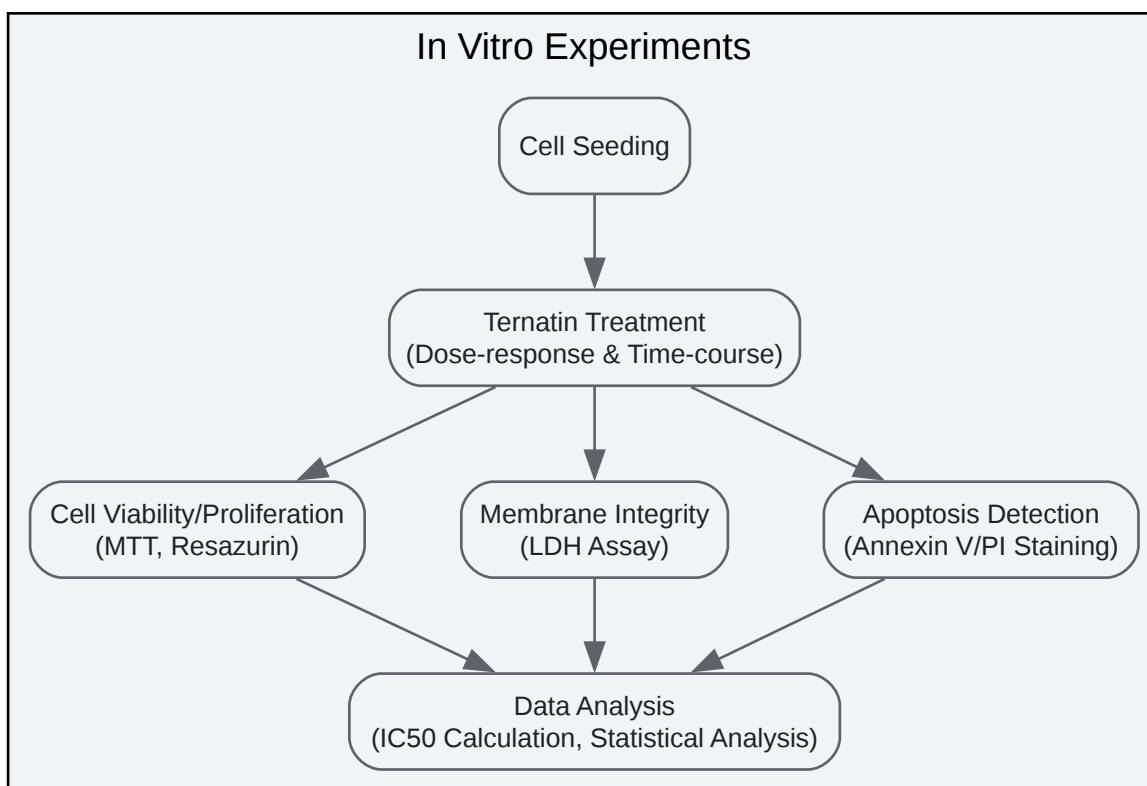 In Vitro Experiments
Cell Seeding
Ternatin Treatment
(Dose-response & Time-course)
Cell Viability/Proliferation
(MTT, Resazurin)
Membrane Integrity
(LDH Assay)
Apoptosis Detection
(Annexin V/PI Staining)
Data Analysis
(IC50 Calculation, Statistical Analysis)